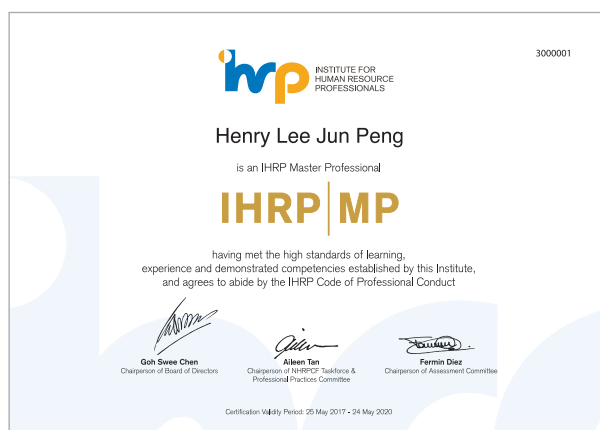 3000001
ihrp
INSTITUTE FOR
HUMAN RESOURCE
PROFESSIONALS
Henry Lee Jun Peng
is an IHRP Master Professional
IHRP|MP
having met the high standards of learning,
experience and demonstrated competencies established by this Institute,
and agrees to abide by the IHRP Code of Professional Conduct
Goh Swee Chen
Chairperson of Board of Directors
Aileen Tan
Chairperson of NHRPCF Taskforce &
Professional Practices Committee
Fermin Diez
Chairperson of Assessment Committee
Certification Validity Period: 25 May 2017 - 24 May 2020